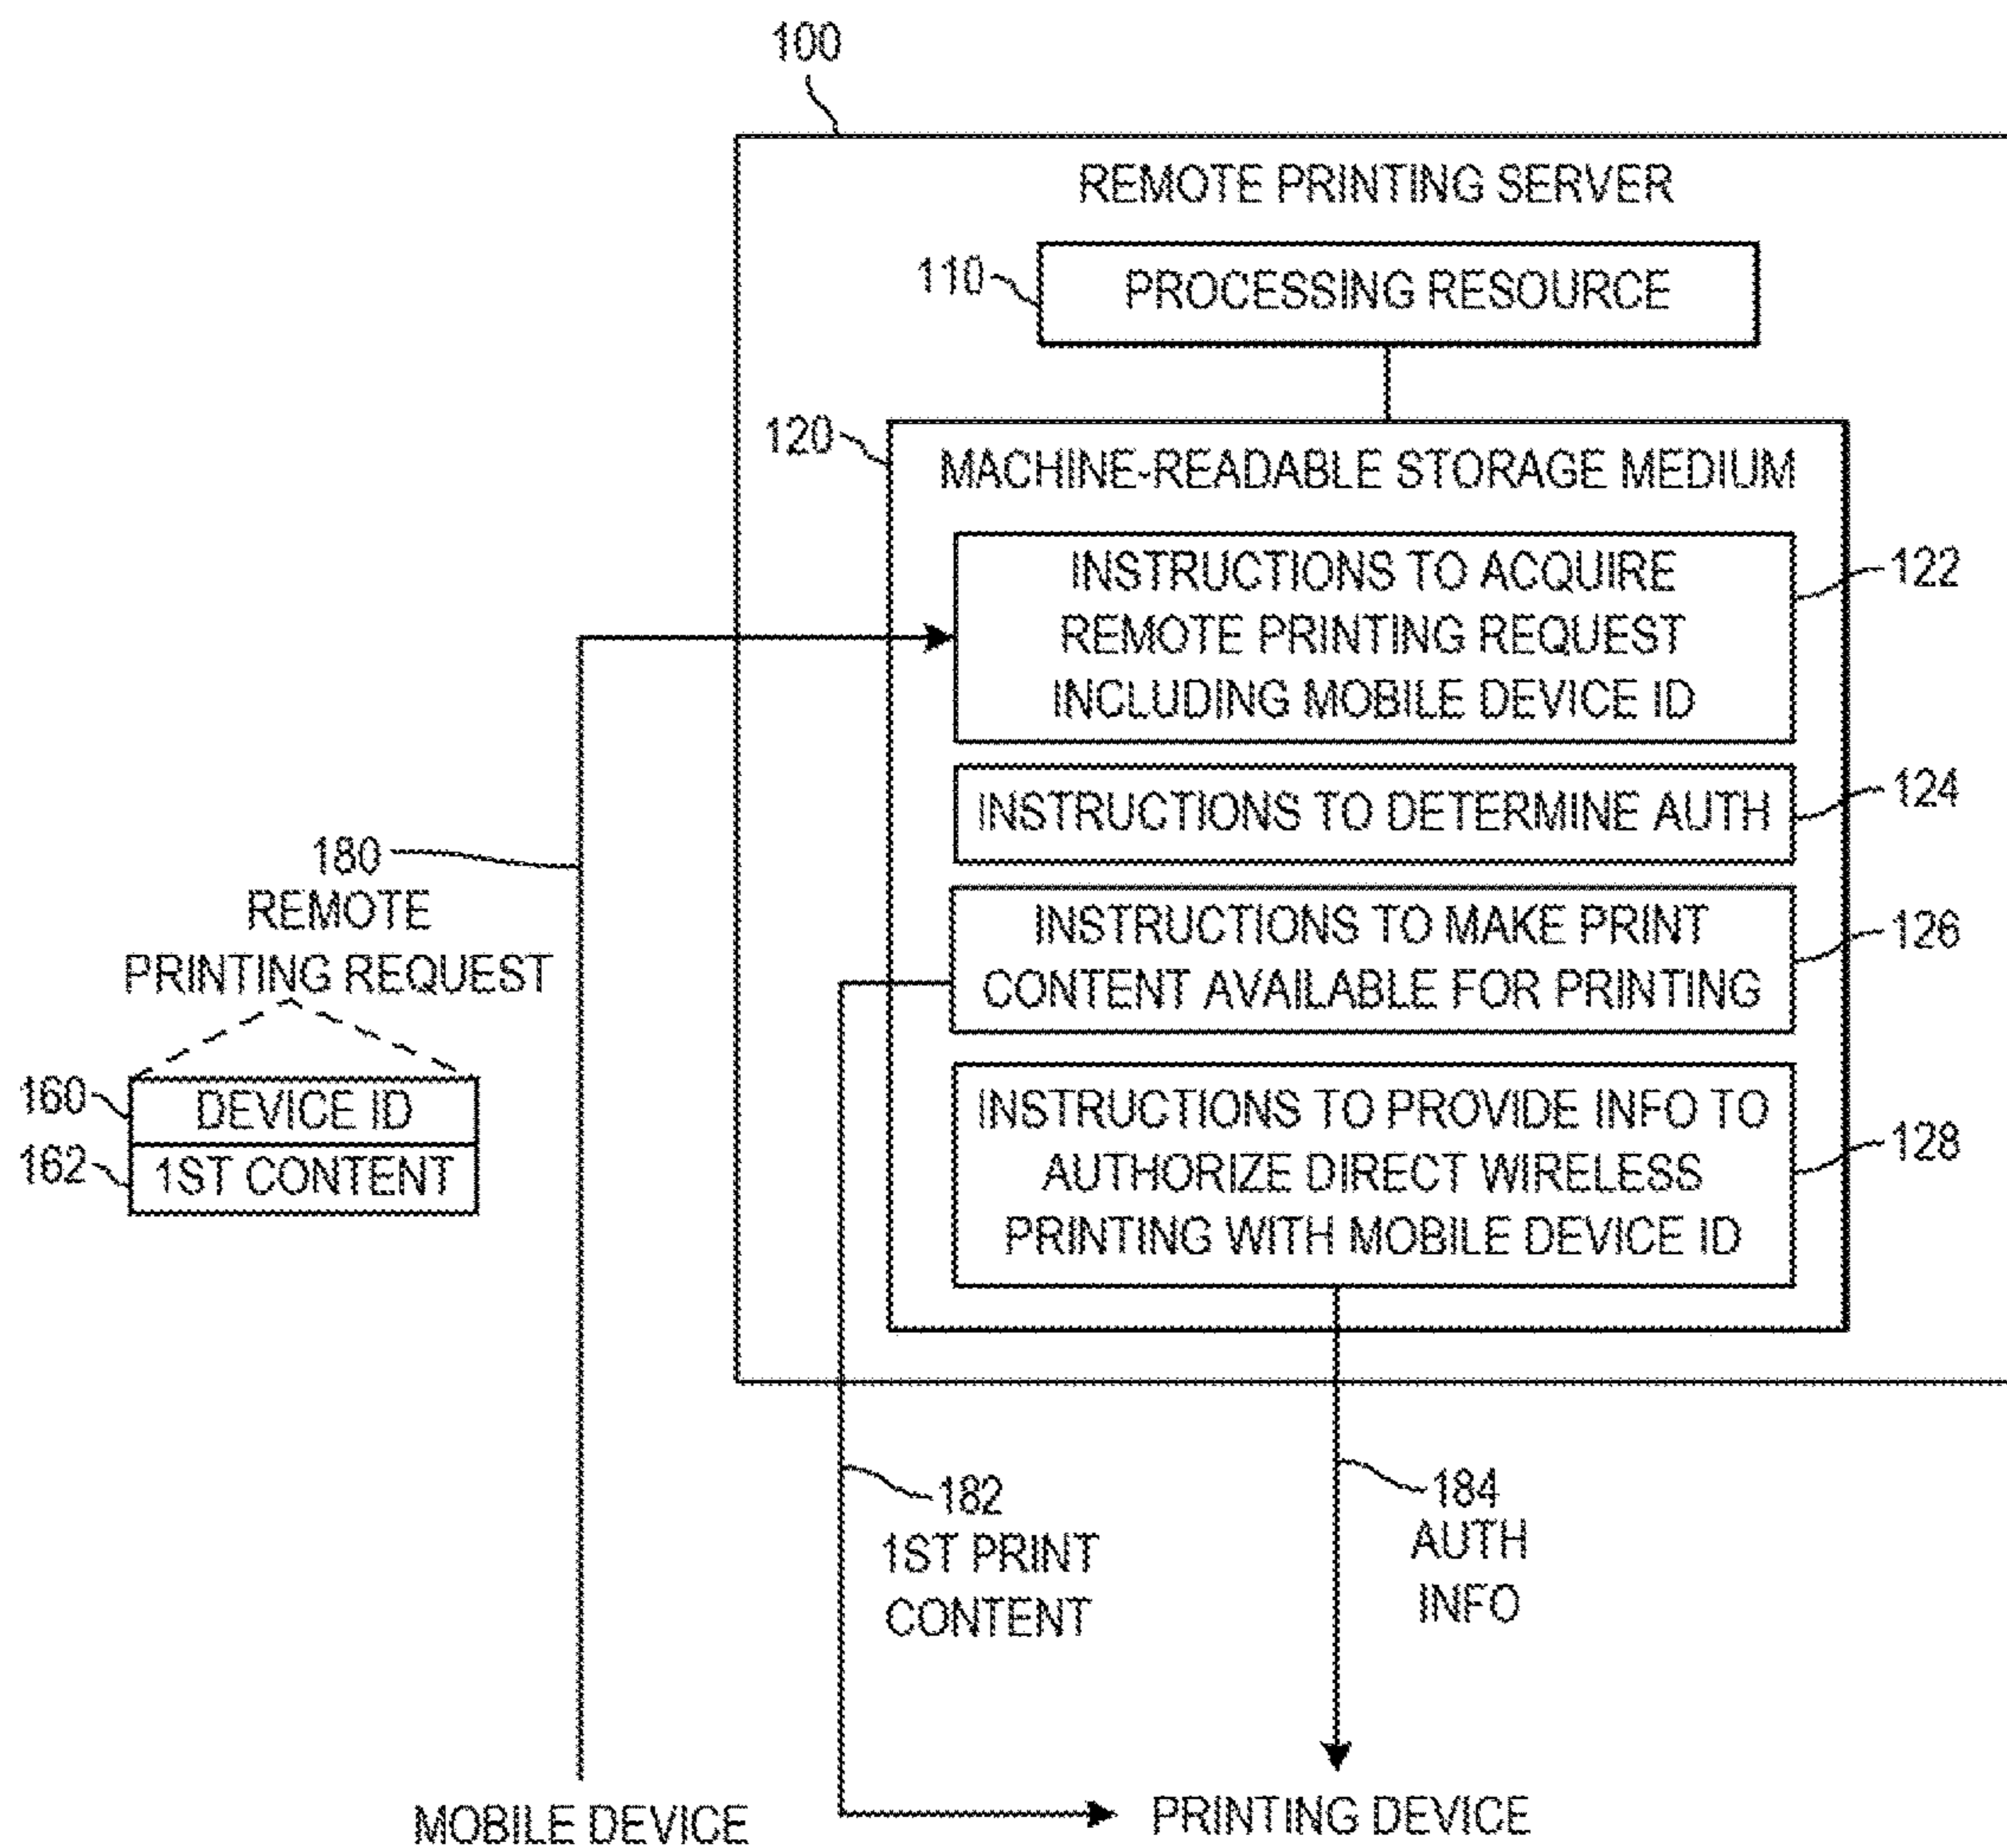 100
REMOTE PRINTING SERVER
110
PROCESSING RESOURCE
120
MACHINE-READABLE STORAGE MEDIUM
INSTRUCTIONS TO ACQUIRE
REMOTE PRINTING REQUEST
INCLUDING MOBILE DEVICE ID
122
INSTRUCTIONS TO DETERMINE AUTH
124
INSTRUCTIONS TO MAKE PRINT
CONTENT AVAILABLE FOR PRINTING
126
INSTRUCTIONS TO PROVIDE INFO TO
AUTHORIZE DIRECT WIRELESS
PRINTING WITH MOBILE DEVICE ID
128
180
REMOTE
PRINTING REQUEST
160
DEVICE ID
162
1ST CONTENT
182
1ST PRINT
CONTENT
184
AUTH
INFO
MOBILE DEVICE
PRINTING DEVICE